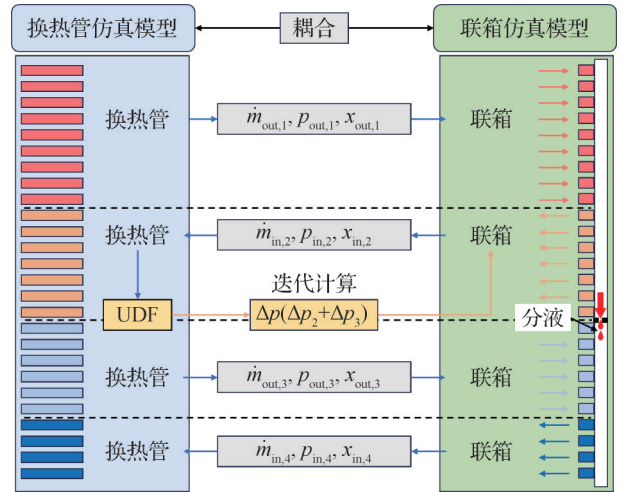 换热管仿真模型 耦合 联箱仿真模型
换热管 ṁout,1, pout,1, xout,1 联箱
换热管 ṁin,2, pin,2, xin,2 联箱
迭代计算
UDF Δp(Δp2+Δp3) 分液
换热管 ṁout,3, pout,3, xout,3 联箱
换热管 ṁin,4, pin,4, xin,4 联箱